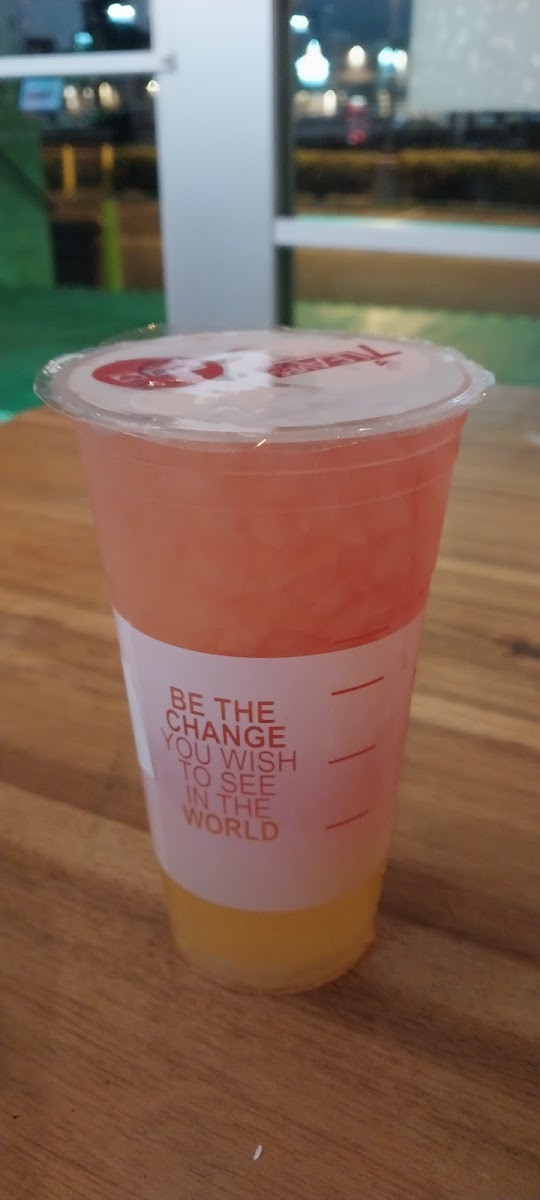 BE THE
CHANGE
YOU WISH
TO SEE
IN THE
WORLD